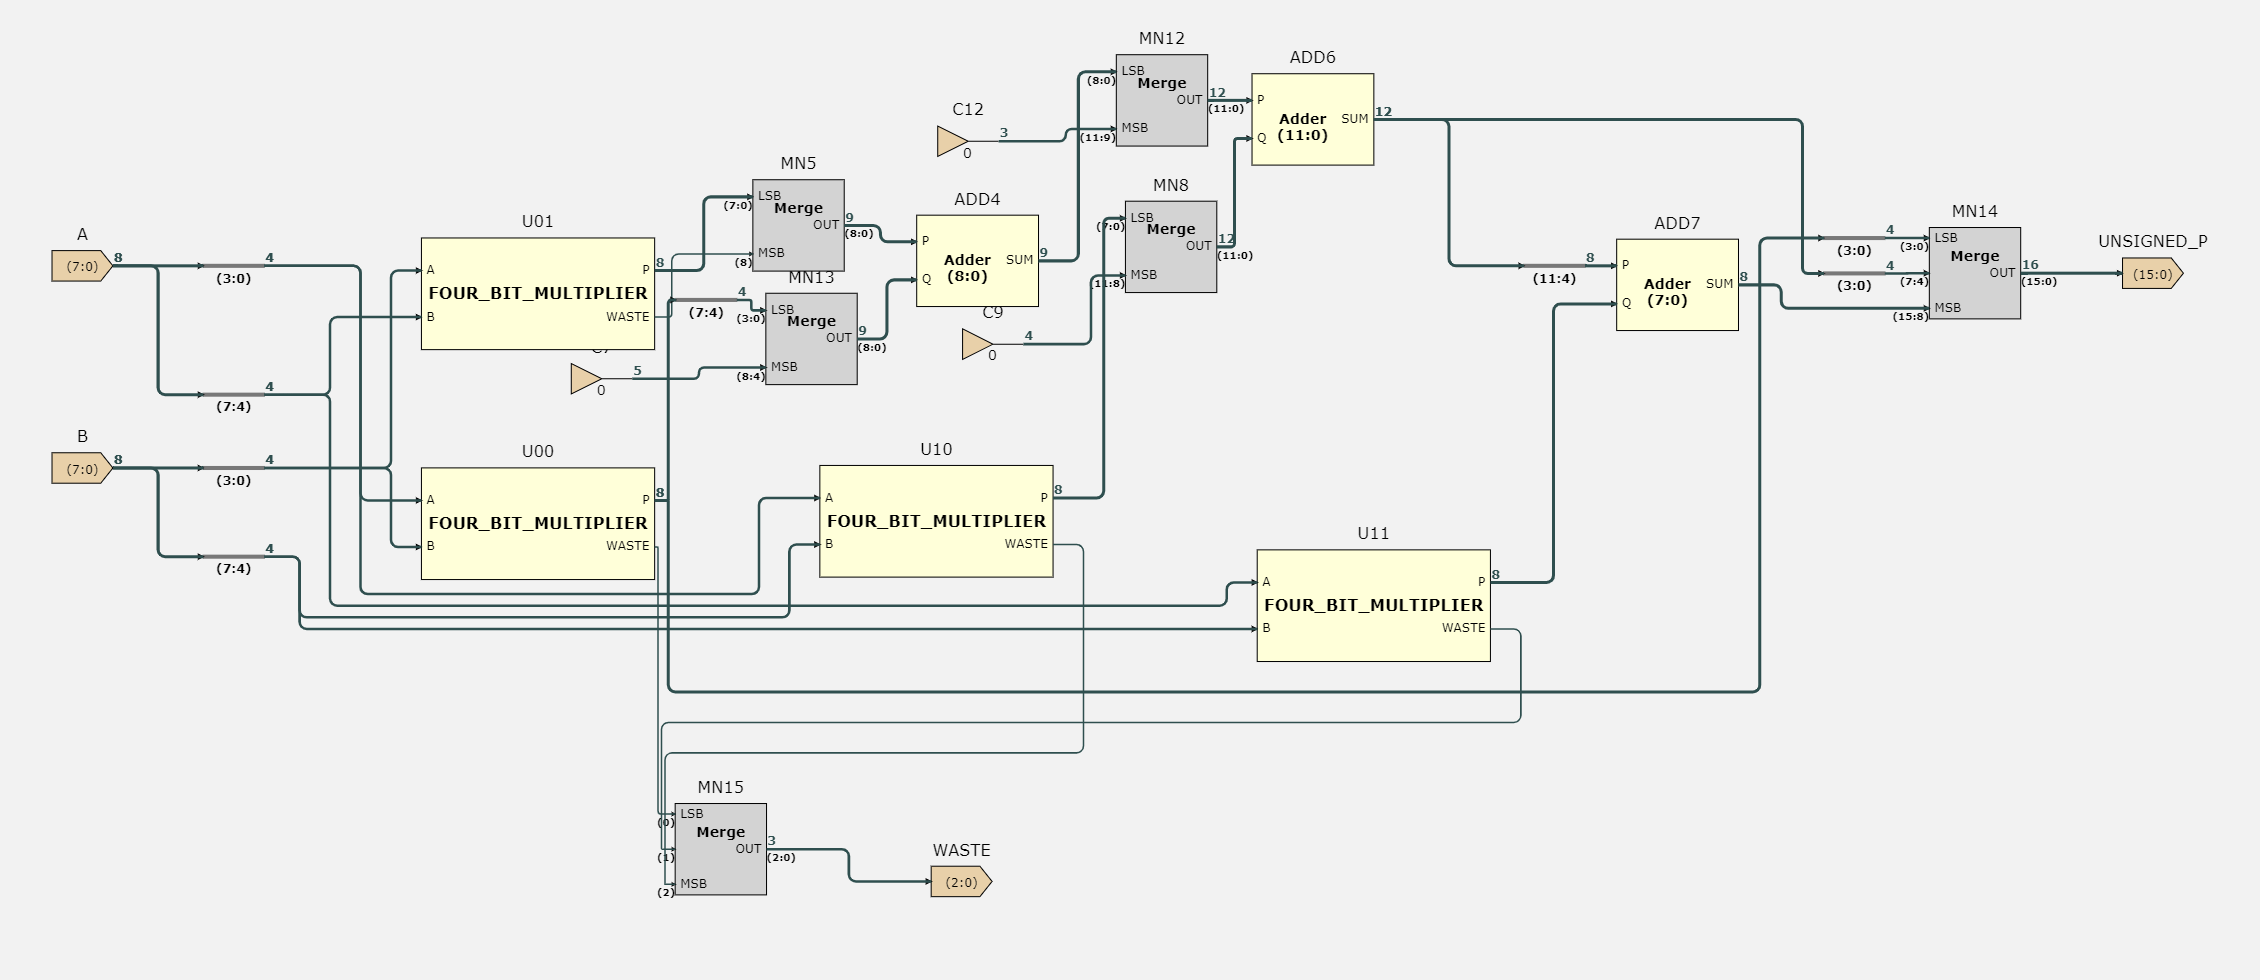 MN12
LSB
(8:0)
Merge
OUT
12
(11:0)
MSB
(11:9)
C12
3
0
ADD6
P
Adder
(11:0)
SUM
12
Q
MN5
LSB
(7:0)
Merge
OUT
9
(8:0)
MSB
(8)
MN8
LSB
(7:0)
Merge
OUT
12
(11:0)
MSB
(11:8)
ADD4
P
Adder
(8:0)
SUM
9
Q
A
(7:0)
8
4
(3:0)
4
(7:4)
U01
A
P
8
FOUR_BIT_MULTIPLIER
B
WASTE
4
(7:4)
MN13
LSB
(3:0)
Merge
OUT
9
(8:0)
MSB
(8:4)
5
0
C9
4
0
ADD7
8
(11:4)
P
Adder
(7:0)
SUM
8
Q
MN14
4
(3:0)
LSB
(3:0)
Merge
4
(3:0)
(7:4)
OUT
16
(15:0)
MSB
(15:8)
UNSIGNED_P
(15:0)
B
(7:0)
8
4
(3:0)
4
(7:4)
U00
A
P
8
FOUR_BIT_MULTIPLIER
B
WASTE
U10
A
P
8
FOUR_BIT_MULTIPLIER
B
WASTE
U11
A
P
8
FOUR_BIT_MULTIPLIER
B
WASTE
MN15
LSB
(0)
Merge
OUT
3
(2:0)
(1)
MSB
(2)
WASTE
(2:0)